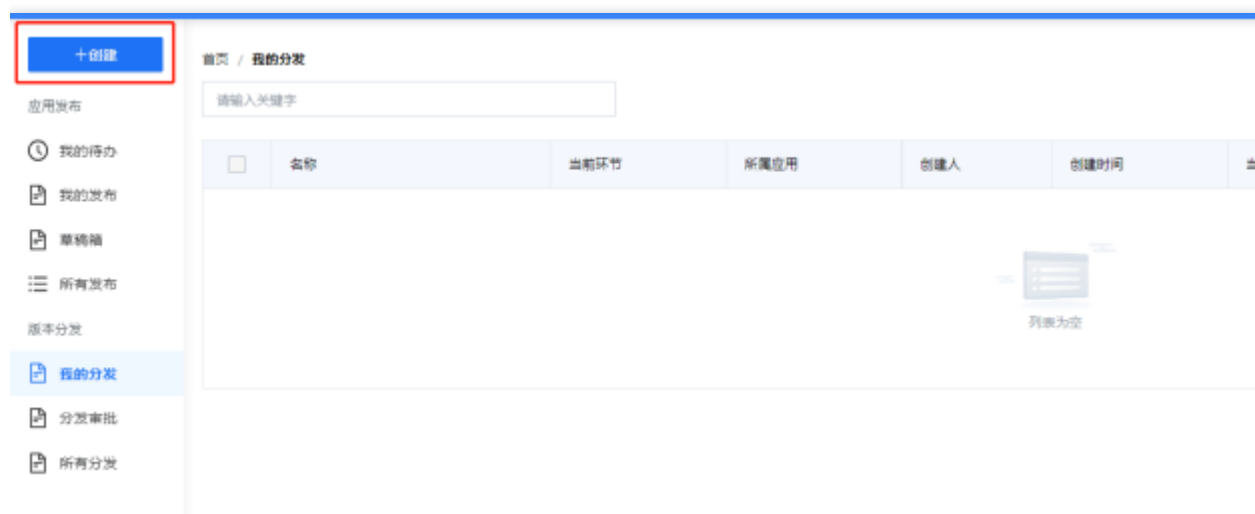 +创建
首页 / 我的分发
请输入关键字
应用发布
我的待办
我的发布
草稿箱
所有发布
版本分发
我的分发
分发审批
所有分发
名称 当前环节 所属应用 创建人 创建时间
列表为空